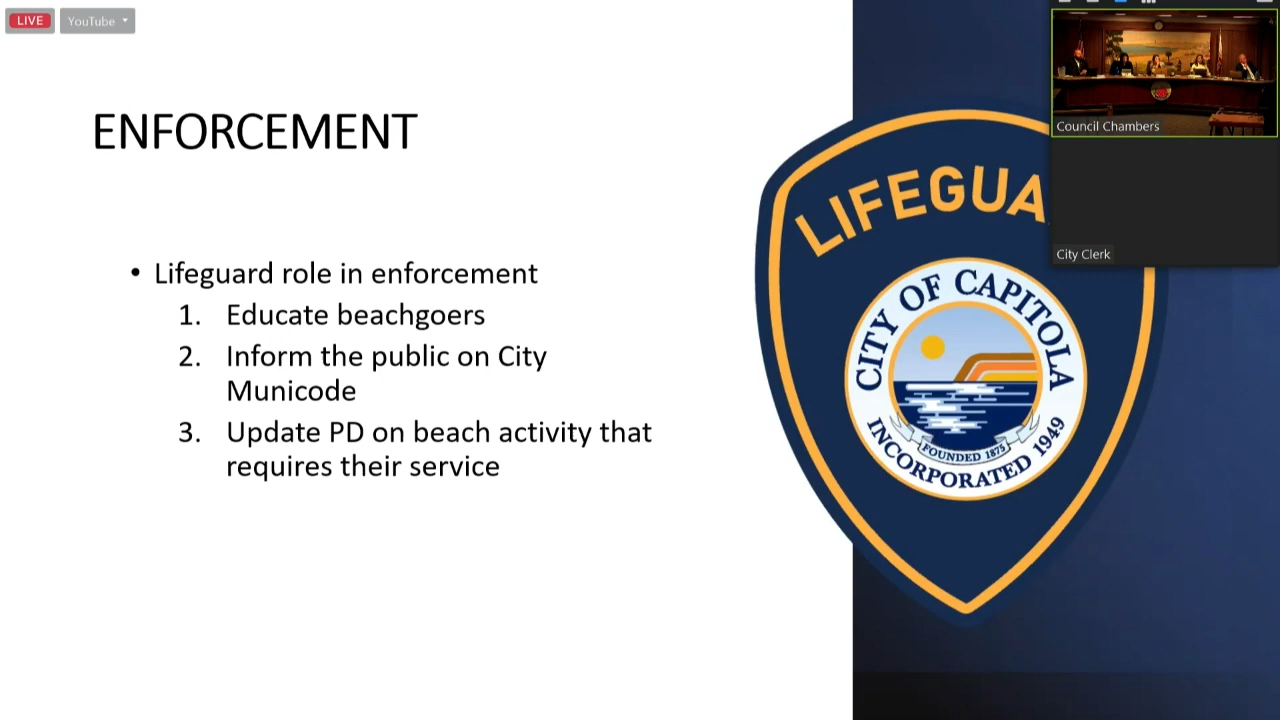 LIVE
YouTube
Council Chambers
City Clerk
ENFORCEMENT
• Lifeguard role in enforcement
1. Educate beachgoers
2. Inform the public on City
Municode
3. Update PD on beach activity that
requires their service
LIFEGUA
CITY OF CAPITOLA
FOUNDED 1875
INCORPORATED 1949